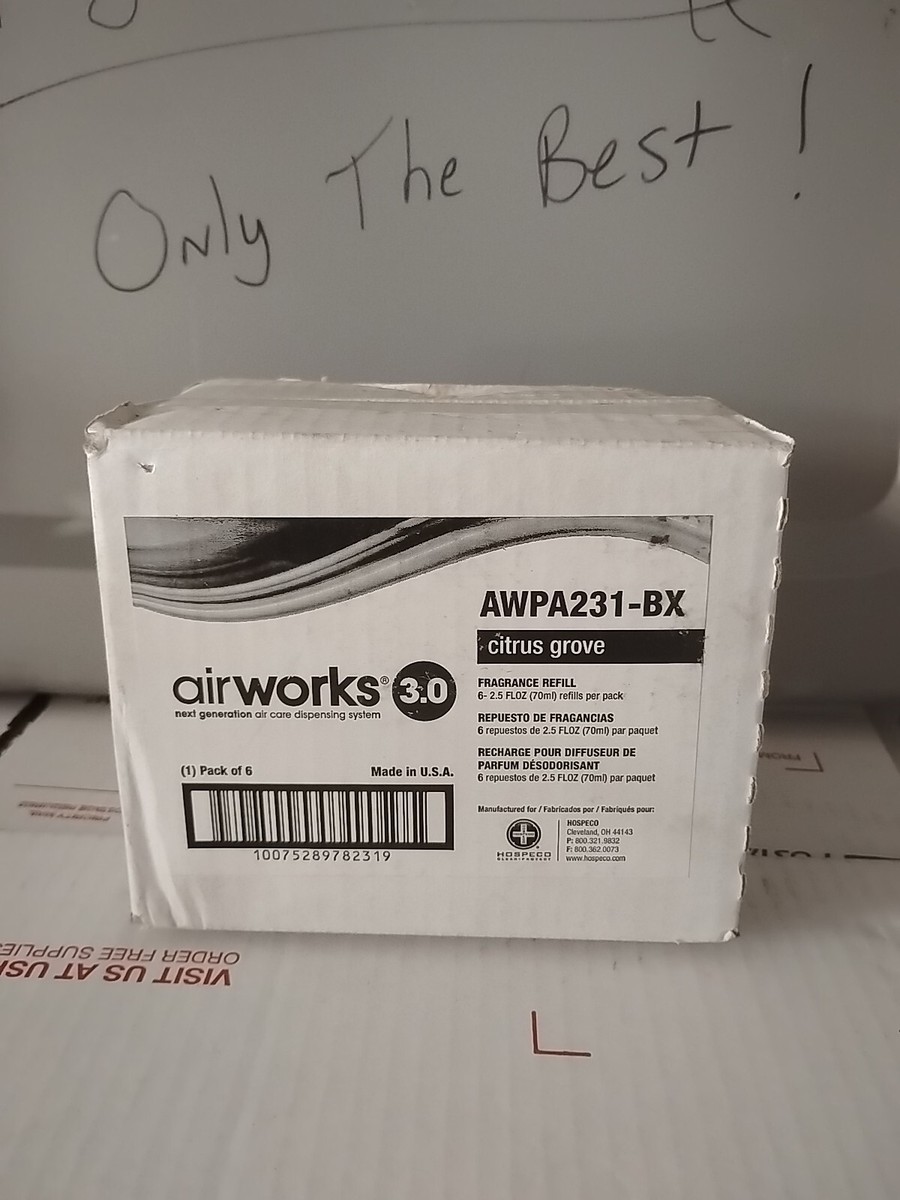 Only The Best!
AWPA231-BX
citrus grove
airworks® 3.0
next generation air care dispensing system
FRAGRANCE REFILL
6- 2.5 FLOZ (70ml) refills per pack
REPUESTO DE FRAGANCIAS
6 repuestos de 2.5 FLOZ (70ml) par paquet
RECHARGE POUR DIFFUSEUR DE
PARFUM DÉSODORISANT
6 repuestos de 2.5 FLOZ (70ml) par paquet
(1) Pack of 6
Made in U.S.A.
10075289782319
Manufactured for / Fabricados por / Fabriqués pour:
HOSPECO
HOSPECO
Cleveland, OH 44143
P: 800.321.9832
F: 800.362.0073
www.hospeco.com
FROM
ORDER FREE SUPPLIE
VISIT US AT US